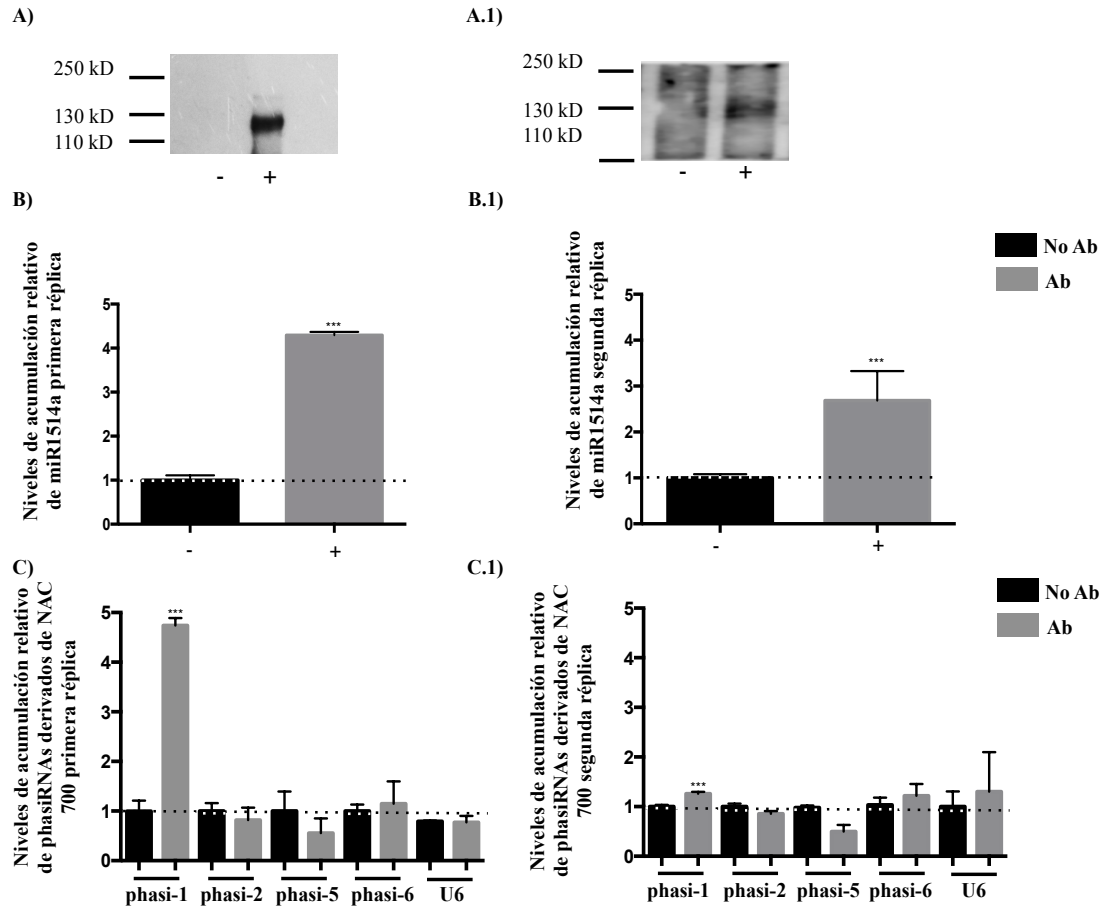 A)
250 kD
130 kD
110 kD
- +
A.1)
250 kD
130 kD
110 kD
- +
B)
Niveles de acumulación relativo
de miR1514a primera réplica
5
4
3
2
1
0
***
- +
B.1)
Niveles de acumulación relativo
de miR1514a segunda réplica
5
4
3
2
1
0
***
- +
No Ab
Ab
C)
Niveles de acumulación relativo
de phasiRNAs derivados de NAC
700 primera réplica
5
4
3
2
1
0
***
phasi-1 phasi-2 phasi-5 phasi-6 U6
C.1)
Niveles de acumulación relativo
de phasiRNAs derivados de NAC
700 segunda réplica
5
4
3
2
1
0
***
phasi-1 phasi-2 phasi-5 phasi-6 U6
No Ab
Ab